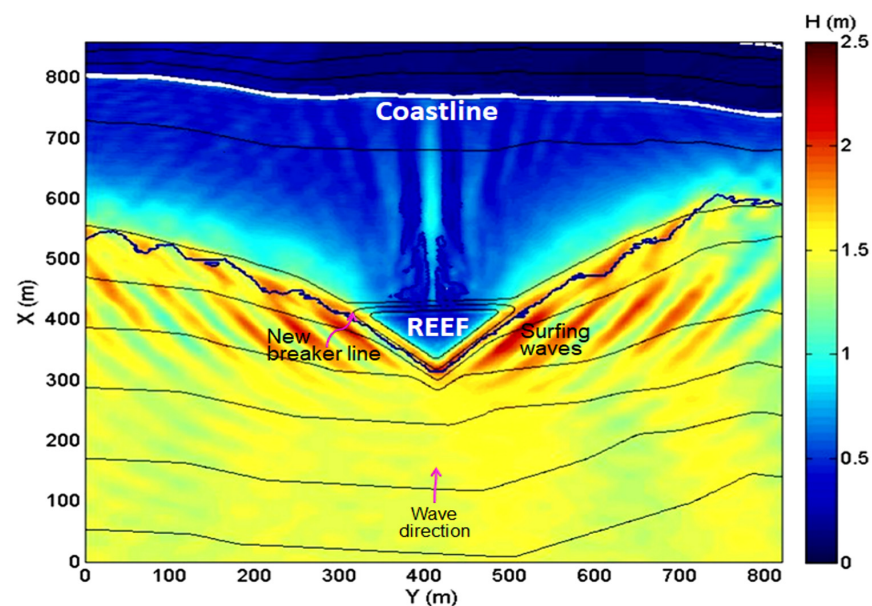 H (m)
2.5
2
1.5
1
0.5
0
800
700
600
500
400
300
200
100
0
X (m)
Coastline
REEF
New
breaker line
Surfing
waves
Wave
direction
0
100
200
300
400
500
600
700
800
Y (m)